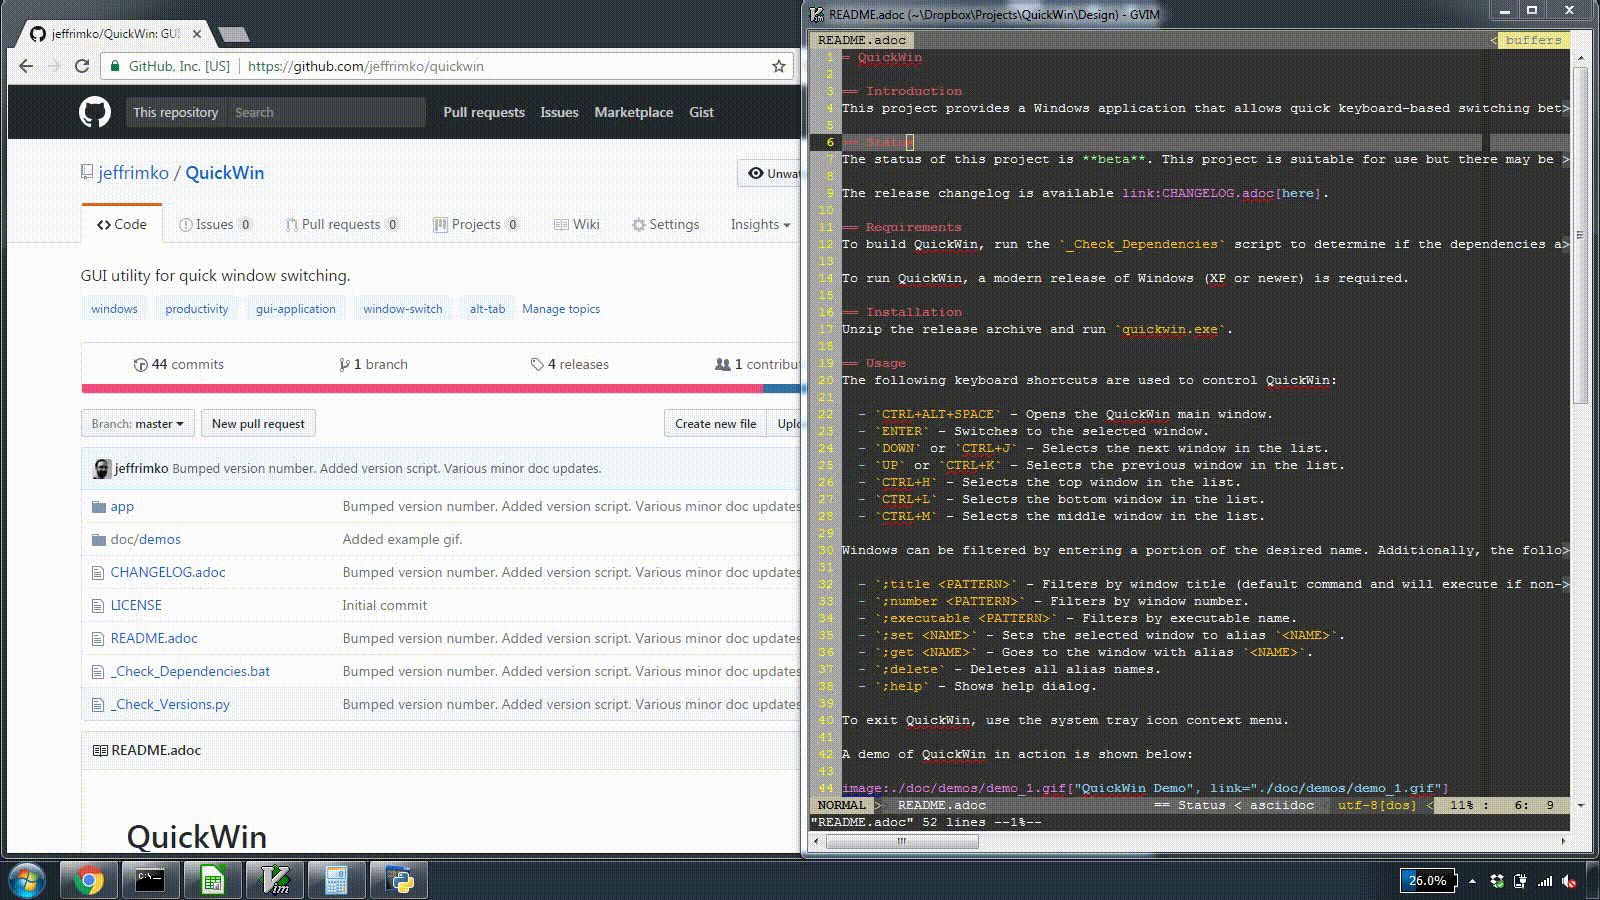 jeffrimko/QuickWin: GUI
GitHub, Inc. [US] | https://github.com/jeffrimko/quickwin
This repository Search Pull requests Issues Marketplace Gist
jeffrimko / QuickWin
Code Issues 0 Pull requests 0 Projects 0 Wiki Settings Insights
GUI utility for quick window switching.
windows productivity gui-application window-switch alt-tab Manage topics
44 commits 1 branch 4 releases 1 contribu
Branch: master New pull request Create new file Uplo
jeffrimko Bumped version number. Added version script. Various minor doc updates.
app Bumped version number. Added version script. Various minor doc updates
doc/demos Added example gif.
CHANGELOG.adoc Bumped version number. Added version script. Various minor doc updates
LICENSE Initial commit
README.adoc Bumped version number. Added version script. Various minor doc updates
_Check_Dependencies.bat Bumped version number. Added version script. Various minor doc updates
_Check_Versions.py Bumped version number. Added version script. Various minor doc updates
README.adoc
QuickWin
README.adoc (~\Dropbox\Projects\QuickWin\Design) - GVIM
README.adoc < buffers
1 = QuickWin
2
3 == Introduction
4 This project provides a Windows application that allows quick keyboard-based switching bet>
5
6 == Status
7 The status of this project is **beta**. This project is suitable for use but there may be >
8
9 The release changelog is available link:CHANGELOG.adoc[here].
10
11 == Requirements
12 To build QuickWin, run the `_Check_Dependencies` script to determine if the dependencies a>
13
14 To run QuickWin, a modern release of Windows (XP or newer) is required.
15
16 == Installation
17 Unzip the release archive and run `quickwin.exe`.
18
19 == Usage
20 The following keyboard shortcuts are used to control QuickWin:
21
22 - `CTRL+ALT+SPACE` - Opens the QuickWin main window.
23 - `ENTER` - Switches to the selected window.
24 - `DOWN` or `CTRL+J` - Selects the next window in the list.
25 - `UP` or `CTRL+K` - Selects the previous window in the list.
26 - `CTRL+H` - Selects the top window in the list.
27 - `CTRL+L` - Selects the bottom window in the list.
28 - `CTRL+M` - Selects the middle window in the list.
29
30 Windows can be filtered by entering a portion of the desired name. Additionally, the follo>
31
32 - `;title <PATTERN>` - Filters by window title (default command and will execute if non->
33 - `;number <PATTERN>` - Filters by window number.
34 - `;executable <PATTERN>` - Filters by executable name.
35 - `;set <NAME>` - Sets the selected window to alias `<NAME>`.
36 - `;get <NAME>` - Goes to the window with alias `<NAME>`.
37 - `;delete` - Deletes all alias names.
38 - `;help` - Shows help dialog.
39
40 To exit QuickWin, use the system tray icon context menu.
41
42 A demo of QuickWin in action is shown below:
43
44 image:./doc/demos/demo_1.gif["QuickWin Demo", link="./doc/demos/demo_1.gif"]
NORMAL > README.adoc == Status < asciidoc utf-8[dos] < 11% : 6: 9
"README.adoc" 52 lines --1%--
26.0%